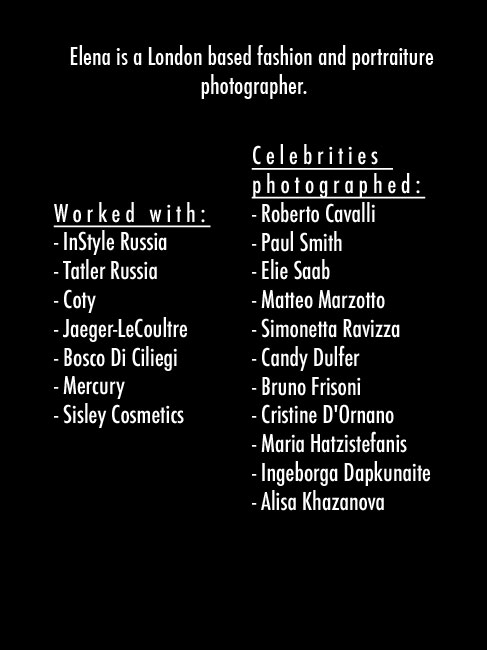 Elena is a London based fashion and portraiture
photographer.
Worked with:
- InStyle Russia
- Tatler Russia
- Coty
- Jaeger-LeCoultre
- Bosco Di Ciliegi
- Mercury
- Sisley Cosmetics
Celebrities
photographed:
- Roberto Cavalli
- Paul Smith
- Elie Saab
- Matteo Marzotto
- Simonetta Ravizza
- Candy Dulfer
- Bruno Frisoni
- Cristine D'Ornano
- Maria Hatzistefanis
- Ingeborga Dapkunaite
- Alisa Khazanova